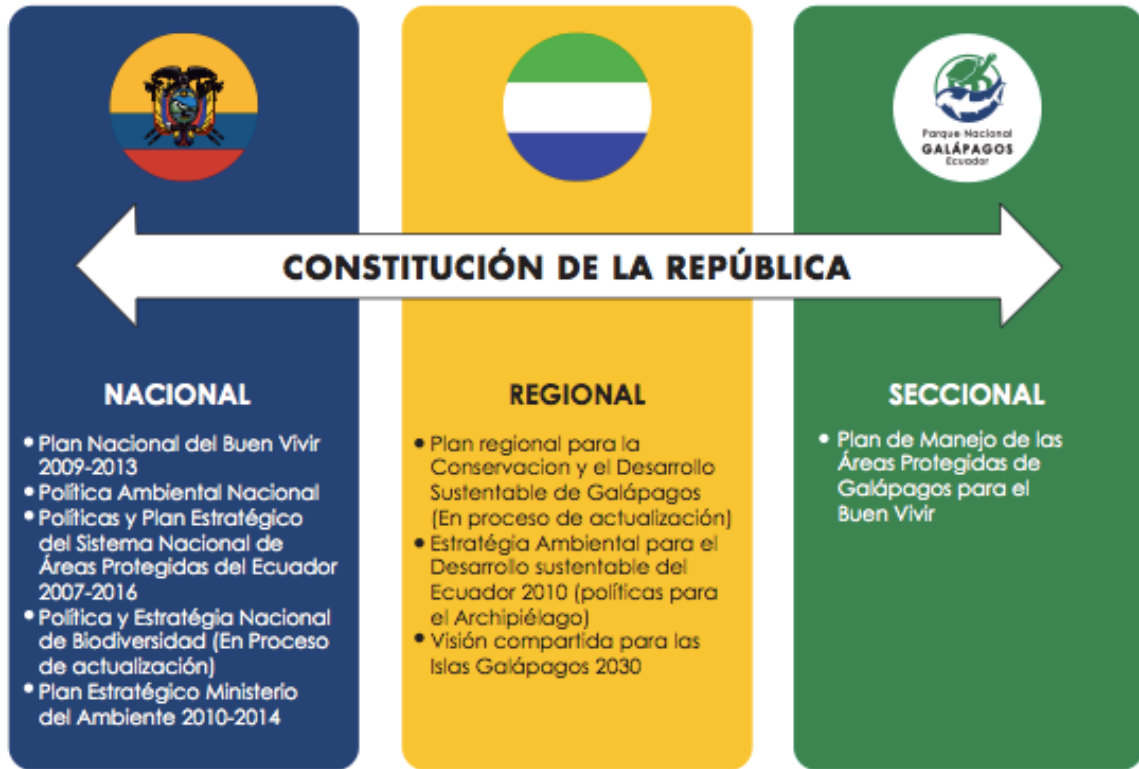 Parque Nacional
GALÁPAGOS
Ecuador
CONSTITUCIÓN DE LA REPÚBLICA
NACIONAL
• Plan Nacional del Buen Vivir
2009-2013
• Política Ambiental Nacional
• Políticas y Plan Estratégico
del Sistema Nacional de
Áreas Protegidas del Ecuador
2007-2016
• Política y Estratégia Nacional
de Biodiversidad (En Proceso
de actualización)
• Plan Estratégico Ministerio
del Ambiente 2010-2014
REGIONAL
• Plan regional para la
Conservacion y el Desarrollo
Sustentable de Galápagos
(En proceso de actualización)
• Estratégia Ambiental para el
Desarrollo sustentable del
Ecuador 2010 (políticas para
el Archipiélago)
• Visión compartida para las
Islas Galápagos 2030
SECCIONAL
• Plan de Manejo de las
Áreas Protegidas de
Galápagos para el
Buen Vivir